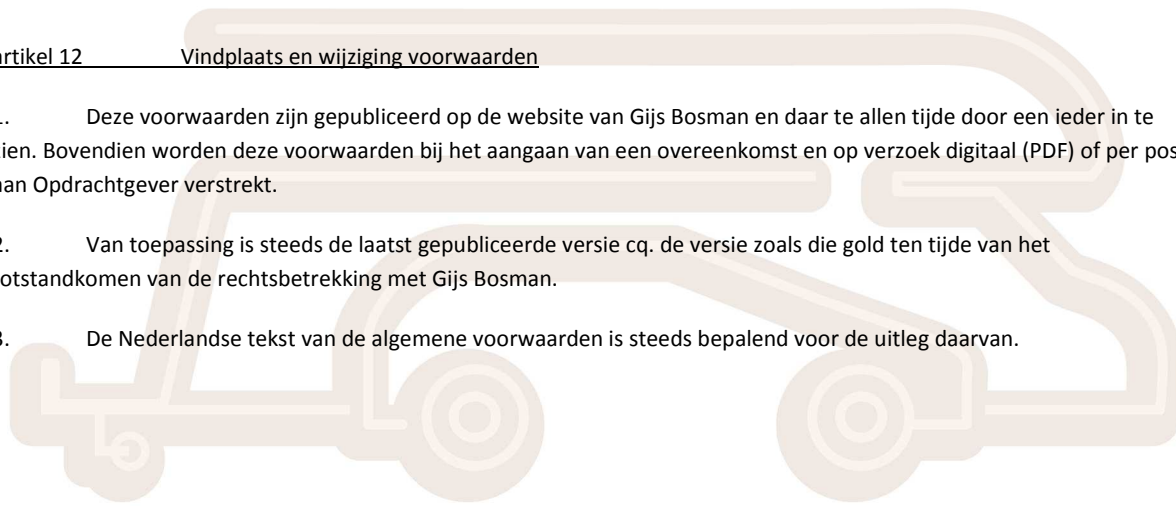 artikel 12 Vindplaats en wijziging voorwaarden
1. Deze voorwaarden zijn gepubliceerd op de website van Gijs Bosman en daar te allen tijde door een ieder in te
zien. Bovendien worden deze voorwaarden bij het aangaan van een overeenkomst en op verzoek digitaal (PDF) of per pos
aan Opdrachtgever verstrekt.
2. Van toepassing is steeds de laatst gepubliceerde versie cq. de versie zoals die gold ten tijde van het
totstandkomen van de rechtsbetrekking met Gijs Bosman.
3. De Nederlandse tekst van de algemene voorwaarden is steeds bepalend voor de uitleg daarvan.